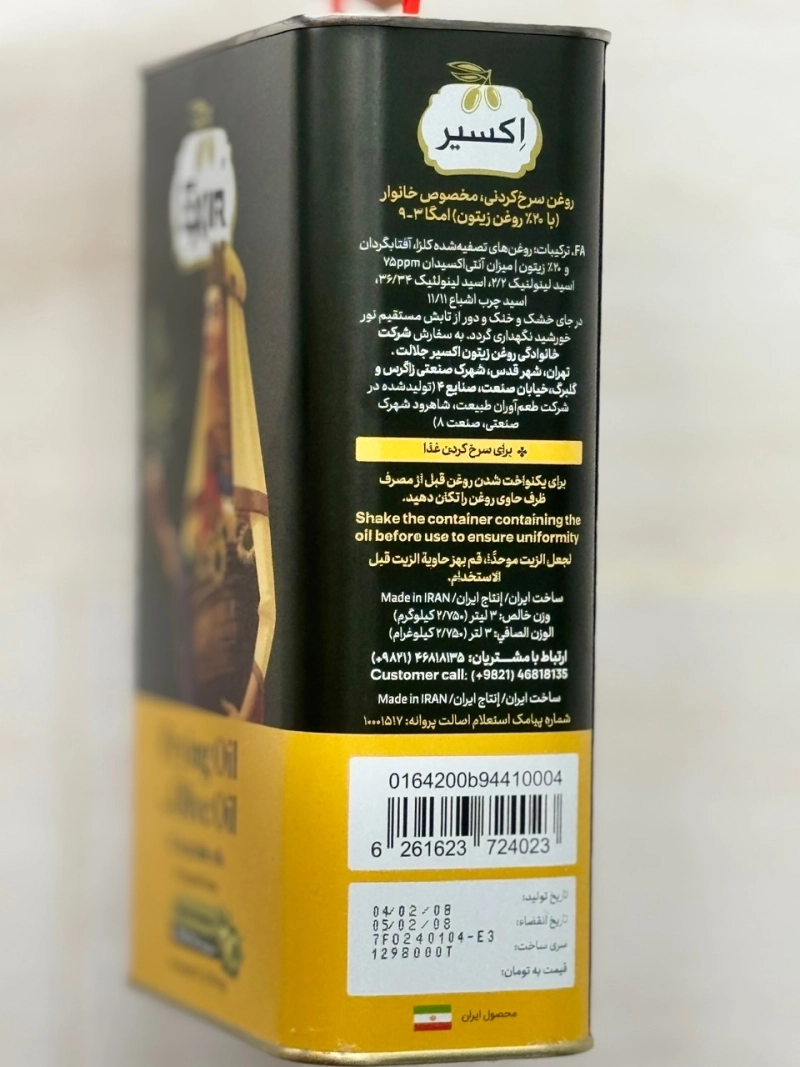 اِکسیر
روغن سرخ‌کردنی، مخصوص خانوار
(با ۲۰٪ روغن زیتون) امگا ۳-۹
FA. ترکیبات: روغن‌های تصفیه‌شده کلزا، آفتابگردان
و ۲۰٪ زیتون | میزان آنتی‌اکسیدان ۷۵ppm
اسید لینولنیک ۲/۲، اسید لینولئیک ۳۶/۳۴،
اسید چرب اشباع ۱۱/۱۱
در جای خشک و خنک و دور از تابش مستقیم نور
خورشید نگهداری گردد. به سفارش شرکت
خانوادگی روغن زیتون اکسیر جلالت.
تهران، شهر قدس، شهرک صنعتی زاگرس و
گلبرگ، خیابان صنعت، صنایع ۴ (تولیدشده در
شرکت طعم‌آوران طبیعت، شاهرود شهرک
صنعتی، صنعت ۸)
برای سرخ کردن غذا
برای یکنواخت شدن روغن قبل از مصرف
ظرف حاوی روغن را تکان دهید.
Shake the container containing the
oil before use to ensure uniformity
لجعل الزيت موحدًا، قم بهز حاوية الزيت قبل
الاستخدام.
ساخت ایران/ إنتاج ایران/ Made in IRAN
وزن خالص: ۳ لیتر (۲/۷۵۰ کیلوگرم)
الوزن الصافي: ۳ لتر (۲/۷۵۰ کیلوغرام)
ارتباط با مشتریان: ۴۶۸۱۸۱۳۵ (۹۸۲۱+)
Customer call: (+9821) 46818135
ساخت ایران/ إنتاج ایران/ Made in IRAN
شماره پیامک استعلام اصالت پروانه: ۱۰۰۰۱۵۱۷
0164200b94410004
6 261623 724023
تاریخ تولید:
04/02/08
تاریخ انقضاء:
05/02/08
سری ساخت:
7F0240104-E3
قیمت به تومان:
1298000T
محصول ایران